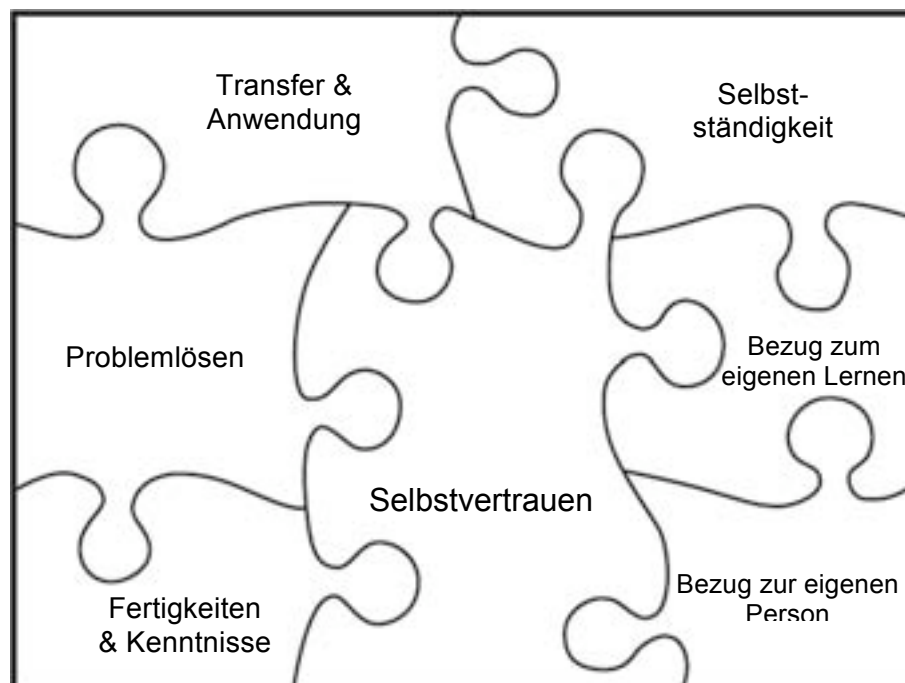 Transfer &
Anwendung
Selbst-
ständigkeit
Problemlösen
Bezug zum
eigenen Lernen
Selbstvertrauen
Fertigkeiten
& Kenntnisse
Bezug zur eigenen
Person